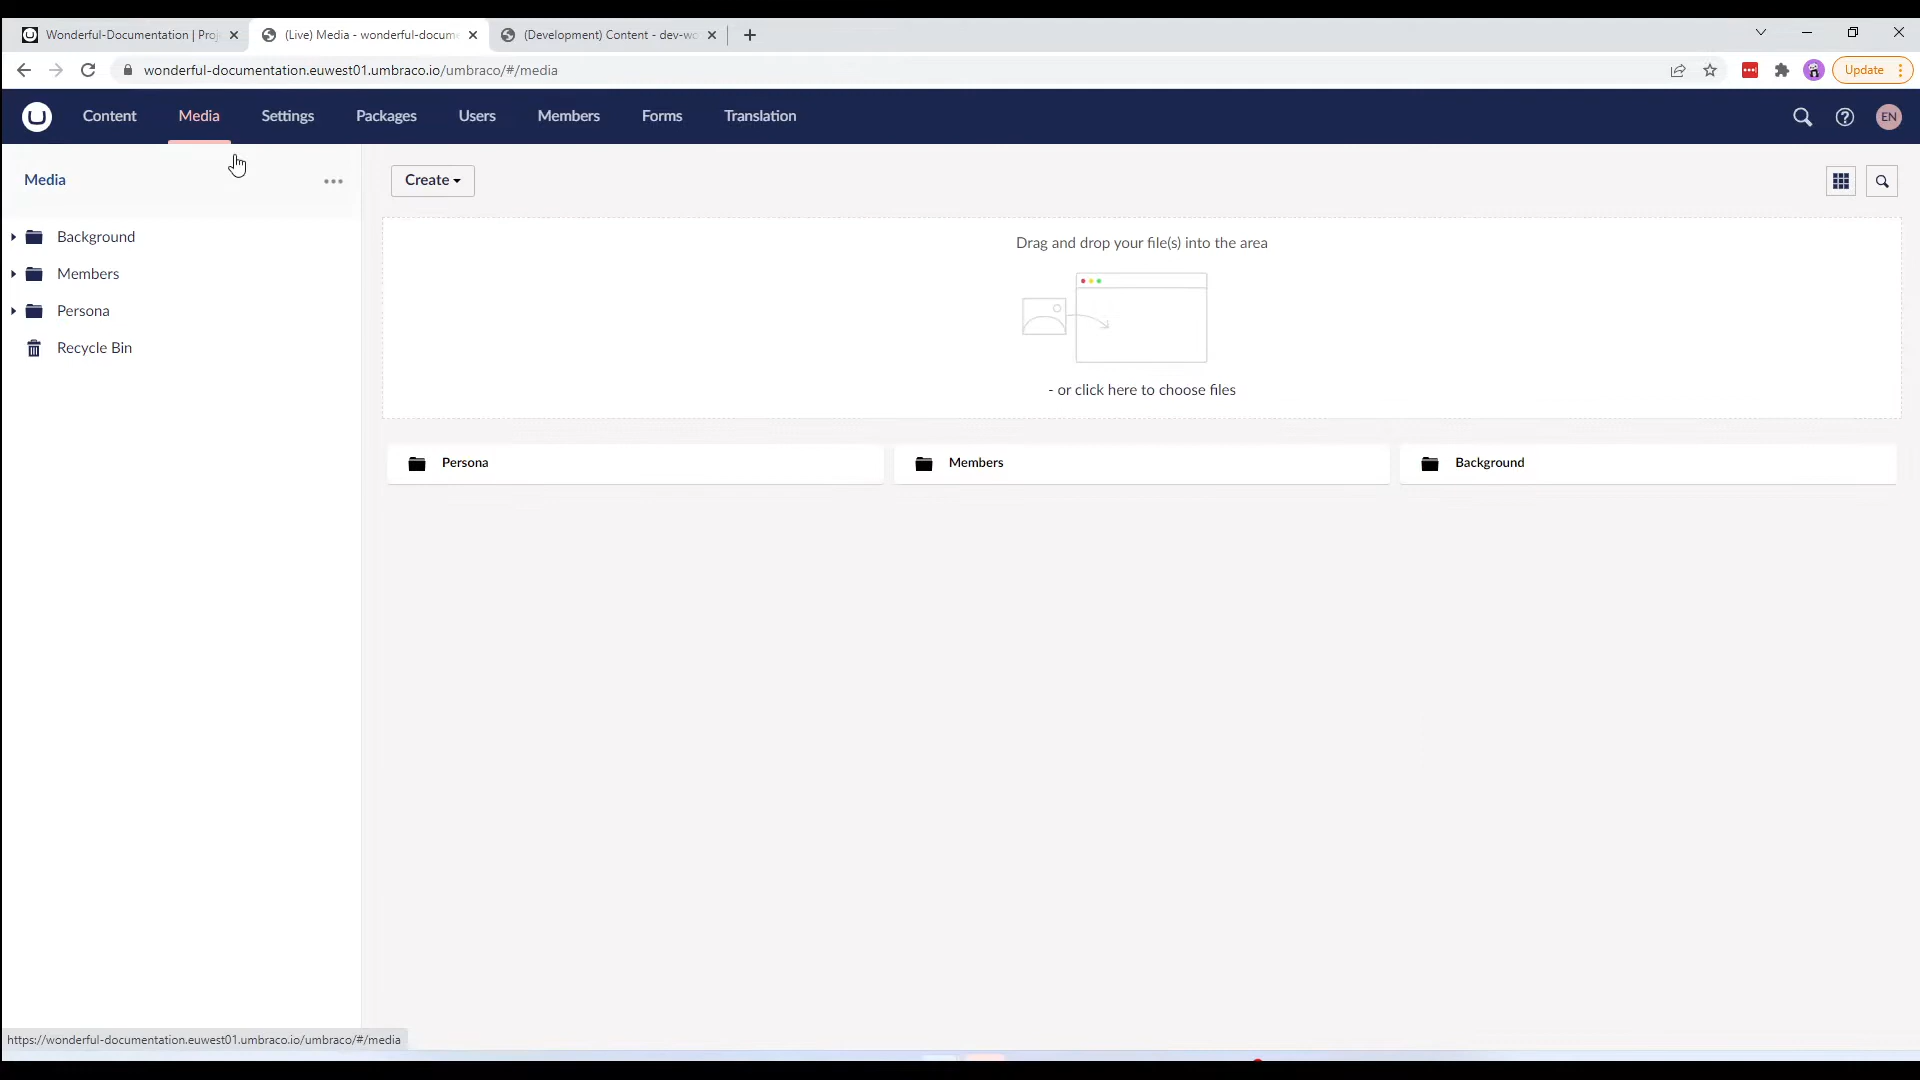 Wonderful-Documentation | Proj
(Live) Media - wonderful-docume
(Development) Content - dev-wo
wonderful-documentation.euwest01.umbraco.io/umbraco/#/media
Update
Content
Media
Settings
Packages
Users
Members
Forms
Translation
EN
Media
Create
Background
Members
Persona
Recycle Bin
Drag and drop your file(s) into the area
- or click here to choose files
Persona
Members
Background
https://wonderful-documentation.euwest01.umbraco.io/umbraco/#/media